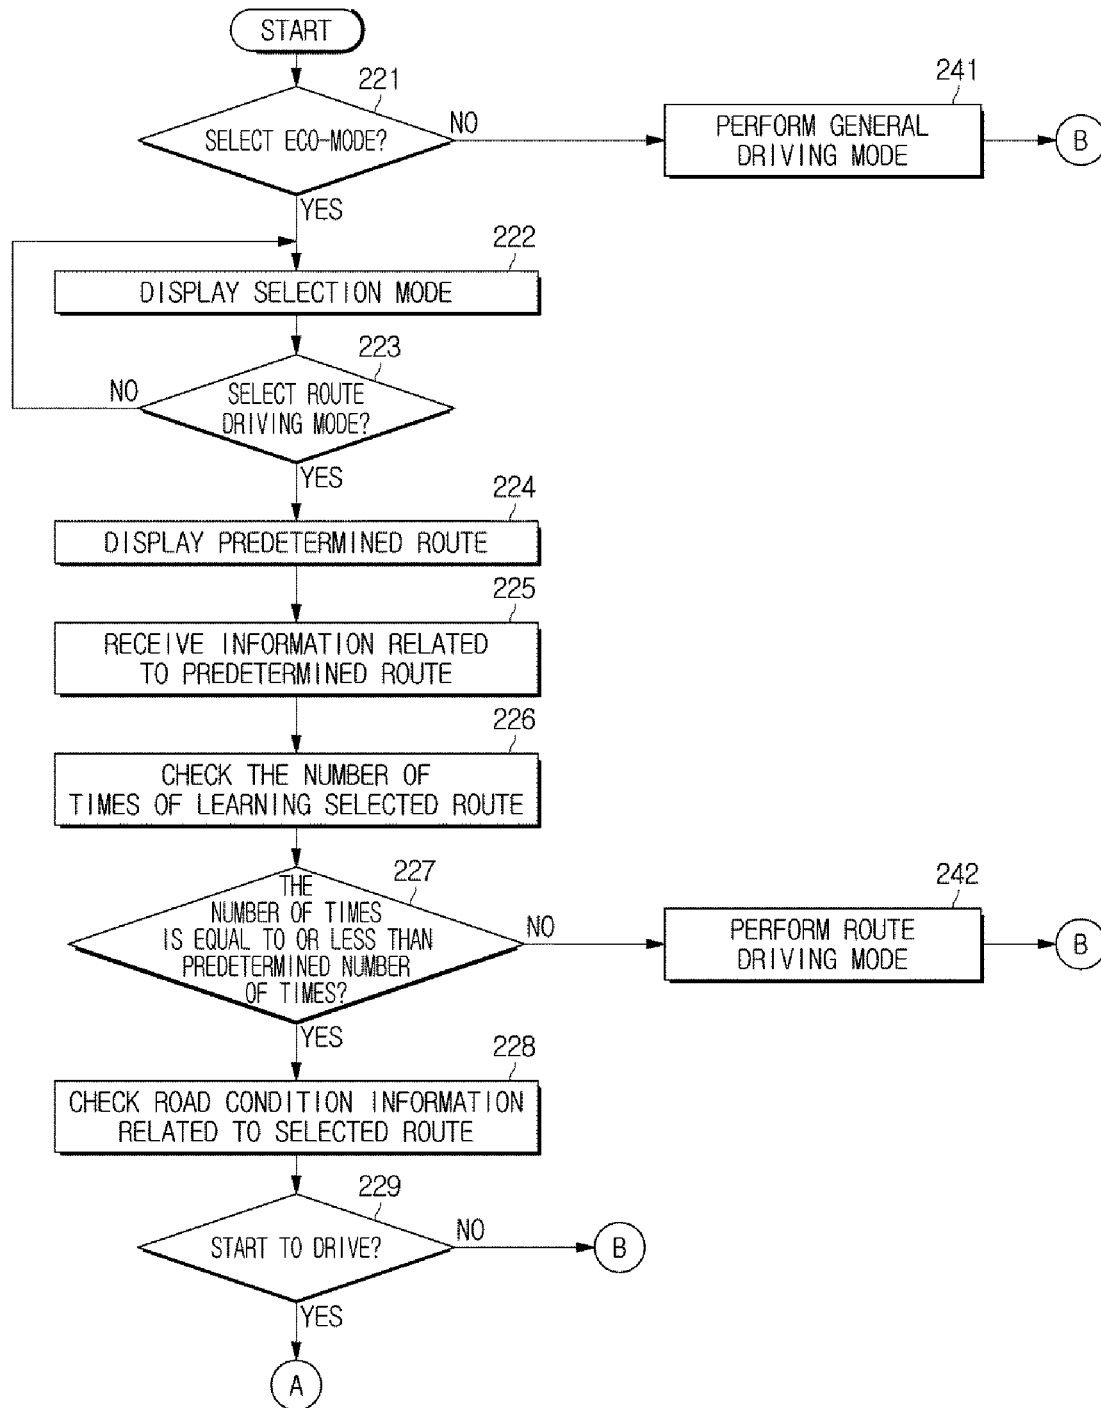 START
221
SELECT ECO-MODE?
NO
241
PERFORM GENERAL
DRIVING MODE
B
YES
222
DISPLAY SELECTION MODE
223
NO
SELECT ROUTE
DRIVING MODE?
YES
224
DISPLAY PREDETERMINED ROUTE
225
RECEIVE INFORMATION RELATED
TO PREDETERMINED ROUTE
226
CHECK THE NUMBER OF
TIMES OF LEARNING SELECTED ROUTE
227
THE
NUMBER OF TIMES
IS EQUAL TO OR LESS THAN
PREDETERMINED NUMBER
OF TIMES?
NO
242
PERFORM ROUTE
DRIVING MODE
B
YES
228
CHECK ROAD CONDITION INFORMATION
RELATED TO SELECTED ROUTE
229
START TO DRIVE?
NO
B
YES
A